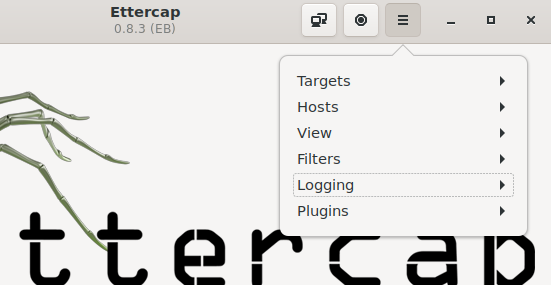 Ettercap
0.8.3 (EB)
Targets
Hosts
View
Filters
Logging
Plugins
ttercap